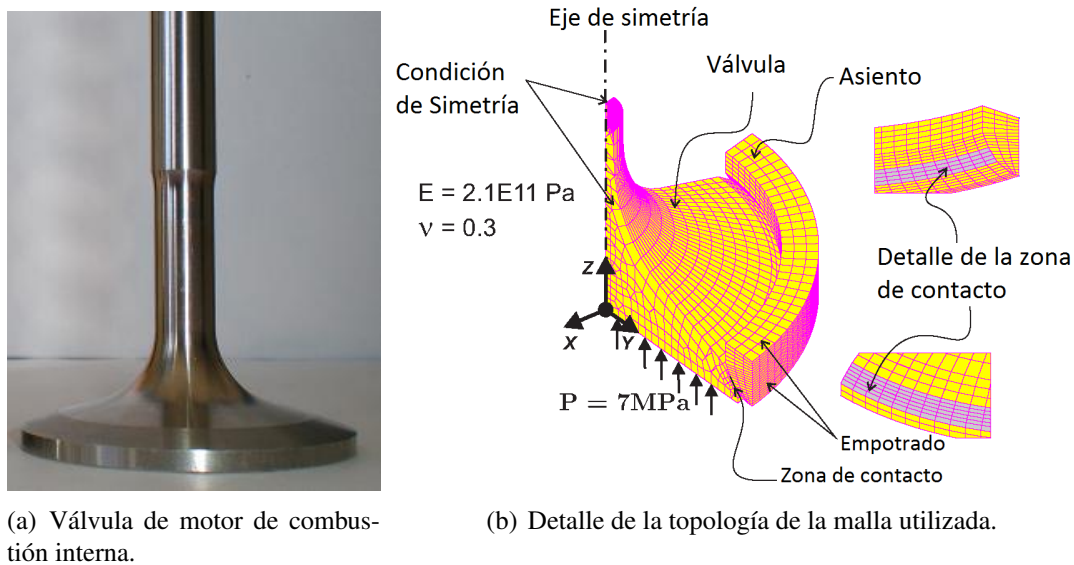 Eje de simetría
Condición
de Simetría
Válvula
Asiento
E = 2.1E11 Pa
ν = 0.3
Z
X
Y
P = 7MPa
Detalle de la zona
de contacto
Empotrado
Zona de contacto
(a) Válvula de motor de combus-
tión interna.
(b) Detalle de la topología de la malla utilizada.